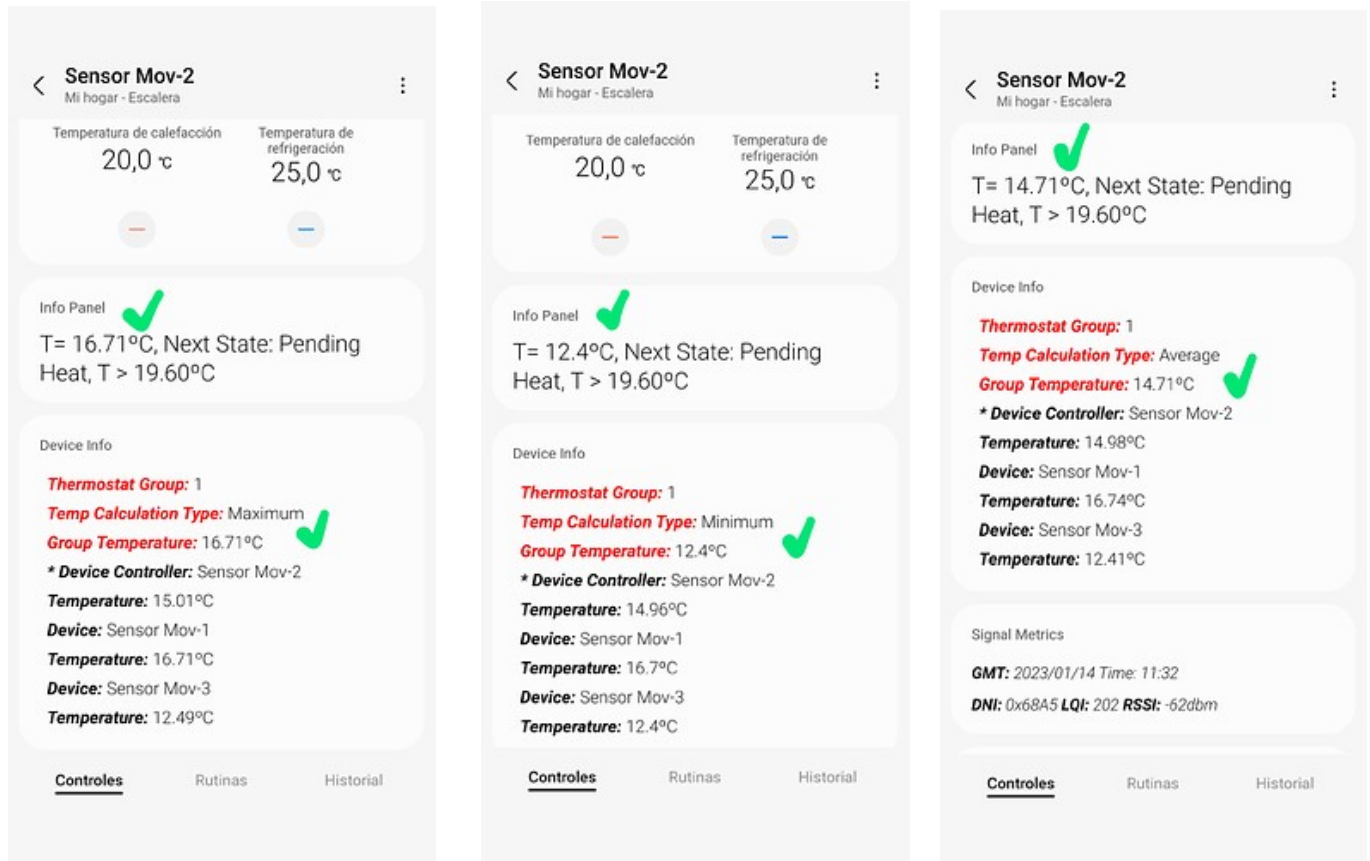 Sensor Mov-2
Mi hogar - Escalera
Temperatura de calefacción
Temperatura de
refrigeración
20,0 ℃
25,0 ℃
Info Panel
T= 16.71ºC, Next State: Pending
Heat, T > 19.60ºC
Device Info
Thermostat Group: 1
Temp Calculation Type: Maximum
Group Temperature: 16.71ºC
* Device Controller: Sensor Mov-2
Temperature: 15.01ºC
Device: Sensor Mov-1
Temperature: 16.71ºC
Device: Sensor Mov-3
Temperature: 12.49ºC
Controles
Rutinas
Historial
Sensor Mov-2
Mi hogar - Escalera
Temperatura de calefacción
Temperatura de
refrigeración
20,0 ℃
25,0 ℃
Info Panel
T= 12.4ºC, Next State: Pending
Heat, T > 19.60ºC
Device Info
Thermostat Group: 1
Temp Calculation Type: Minimum
Group Temperature: 12.4ºC
* Device Controller: Sensor Mov-2
Temperature: 14.96ºC
Device: Sensor Mov-1
Temperature: 16.7ºC
Device: Sensor Mov-3
Temperature: 12.4ºC
Controles
Rutinas
Historial
Sensor Mov-2
Mi hogar - Escalera
Info Panel
T= 14.71ºC, Next State: Pending
Heat, T > 19.60ºC
Device Info
Thermostat Group: 1
Temp Calculation Type: Average
Group Temperature: 14.71ºC
* Device Controller: Sensor Mov-2
Temperature: 14.98ºC
Device: Sensor Mov-1
Temperature: 16.74ºC
Device: Sensor Mov-3
Temperature: 12.41ºC
Signal Metrics
GMT: 2023/01/14 Time: 11:32
DNI: 0x68A5 LQI: 202 RSSI: -62dbm
Controles
Rutinas
Historial